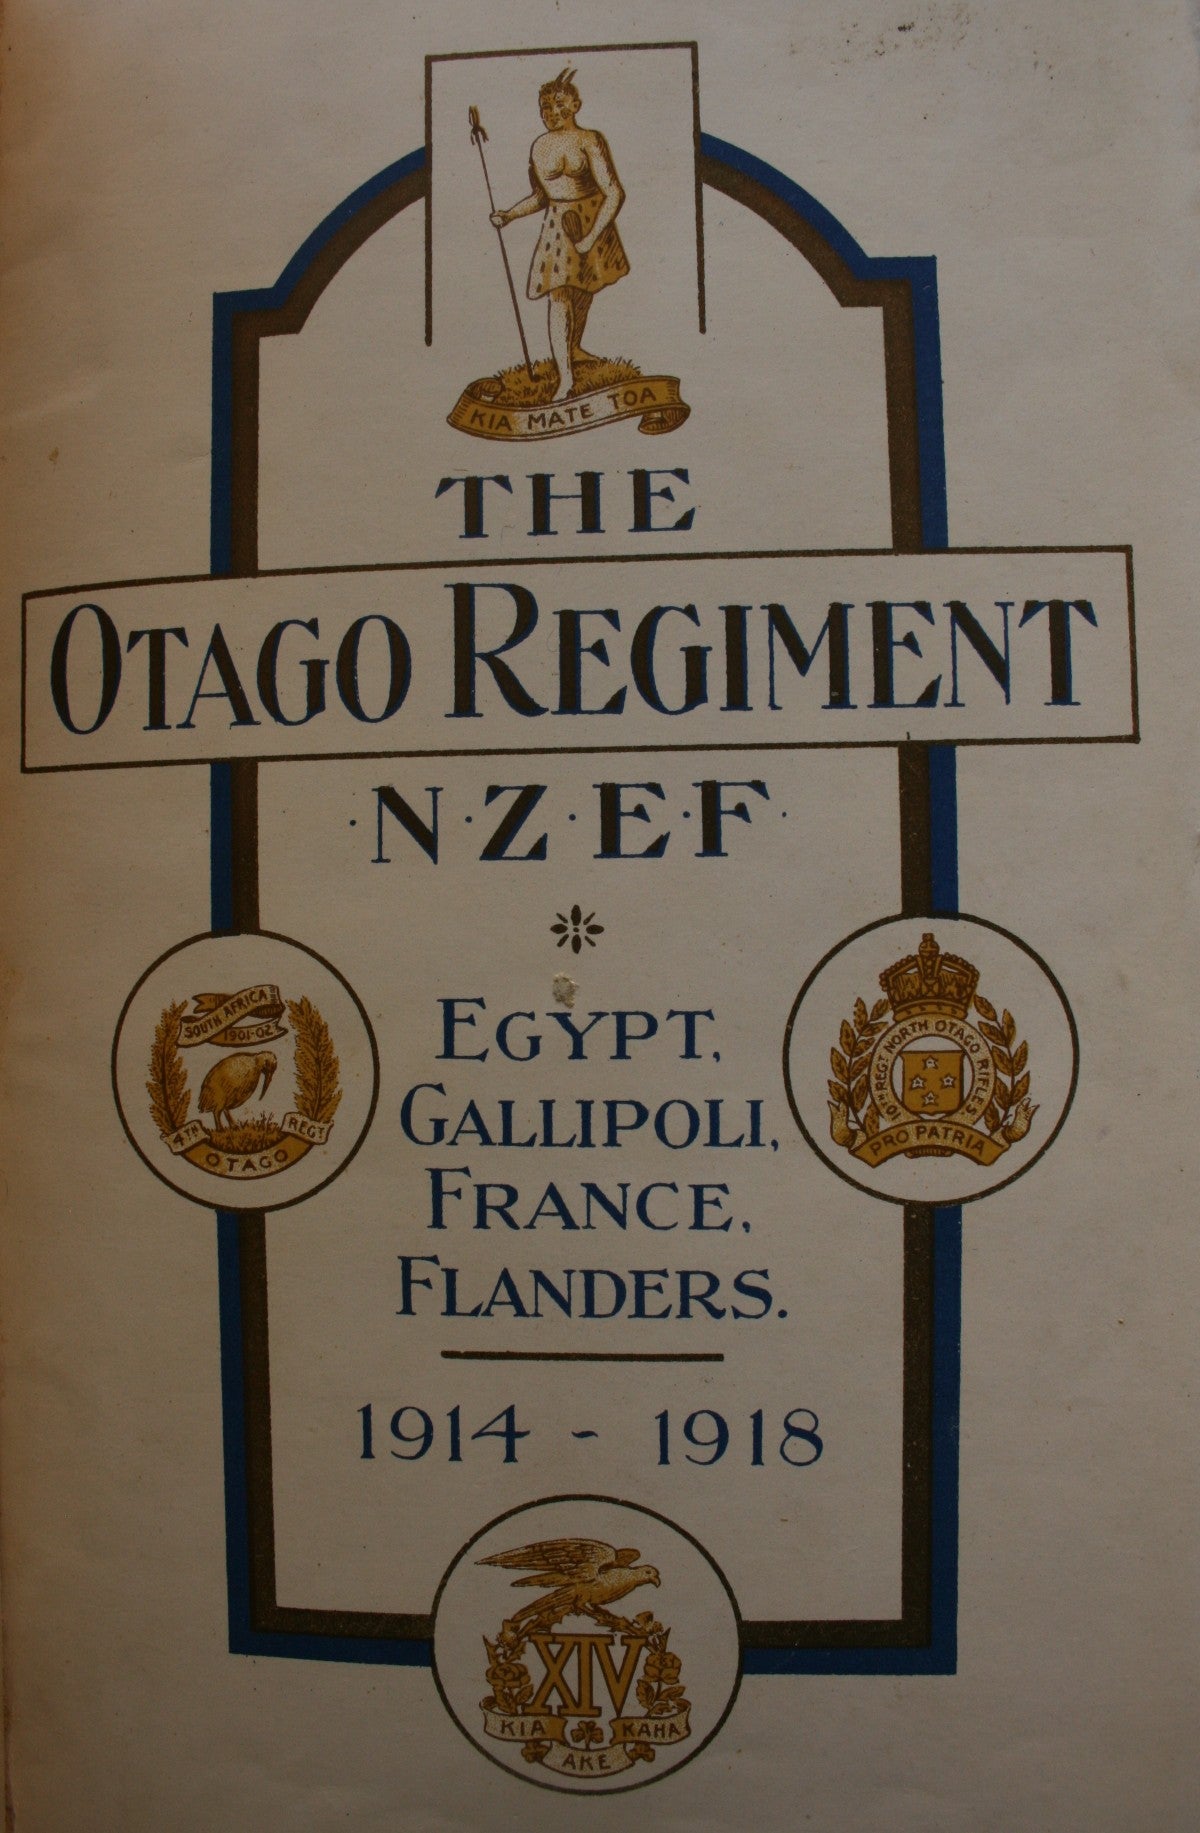 KIA MATE TOA
THE
OTAGO REGIMENT
·N·Z·E·F·
EGYPT,
GALLIPOLI,
FRANCE,
FLANDERS.
1914 - 1918
SOUTH AFRICA
1901-02
4TH REGT
OTAGO
10TH REGT NORTH OTAGO RIFLES
PRO PATRIA
XIV
KIA KAHA
AKE